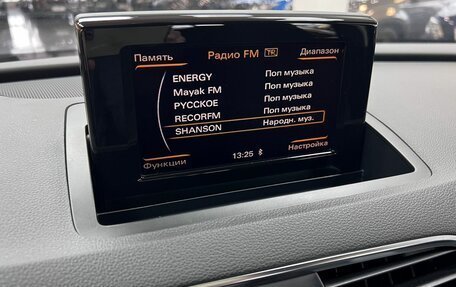 Память Радио FM TP Диапазон
ENERGY Поп музыка
Mayak FM Поп музыка
РУССКОЕ Поп музыка
RECORFM Поп музыка
SHANSON Народн. муз.
Функции 13:25 Настройка